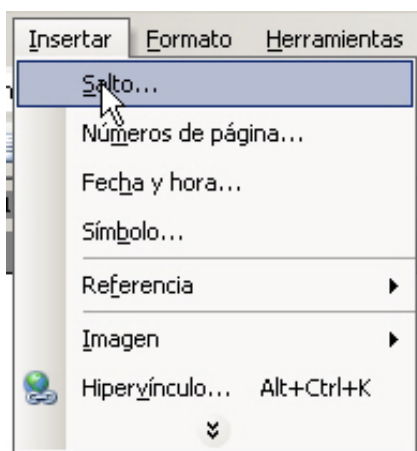 Insertar Formato Herramientas
Salto...
Números de página...
Fecha y hora...
Símbolo...
Referencia
Imagen
Hipervínculo... Alt+Ctrl+K